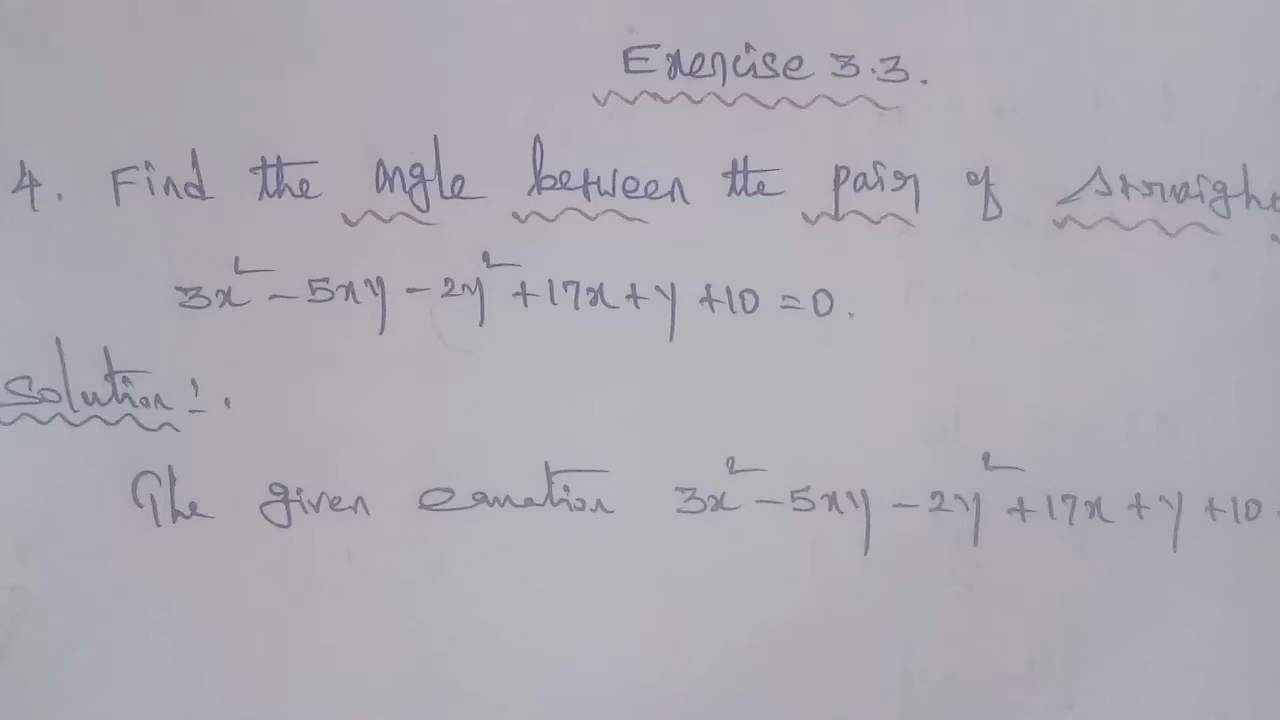 Exercise 3.3.
4. Find the angle between the pair of straight
3x² - 5xy - 2y² + 17x + y + 10 = 0.
Solution:.
The given equation 3x² - 5xy - 2y² + 17x + y + 10